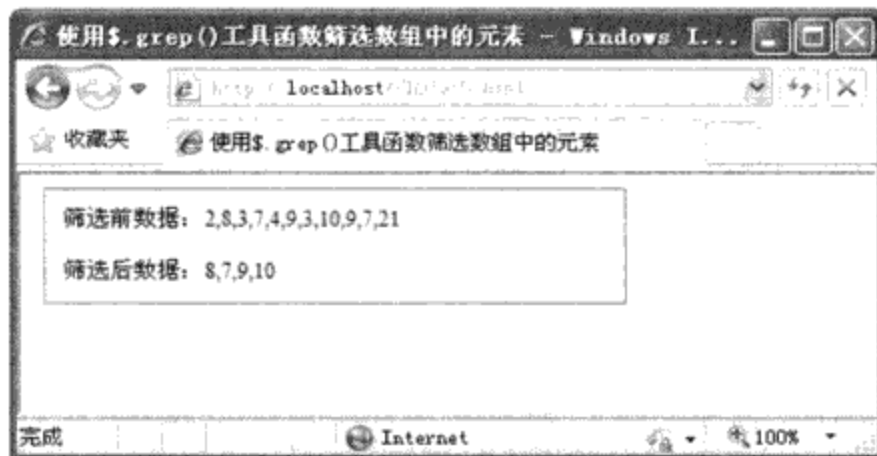 使用$.grep()工具函数筛选数组中的元素 - Windows I...
localhost
收藏夹
使用$.grep()工具函数筛选数组中的元素
筛选前数据：2,8,3,7,4,9,3,10,9,7,21
筛选后数据：8,7,9,10
完成
Internet
100%